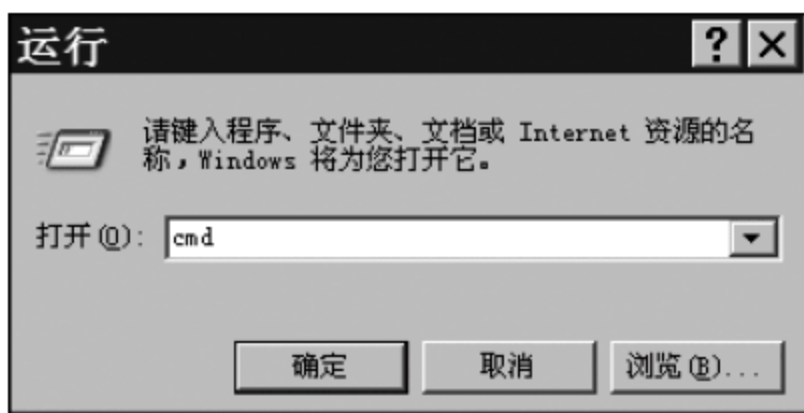 运行
请键入程序、文件夹、文档或 Internet 资源的名
称，Windows 将为您打开它。
打开(O): cmd
确定 取消 浏览(B)...